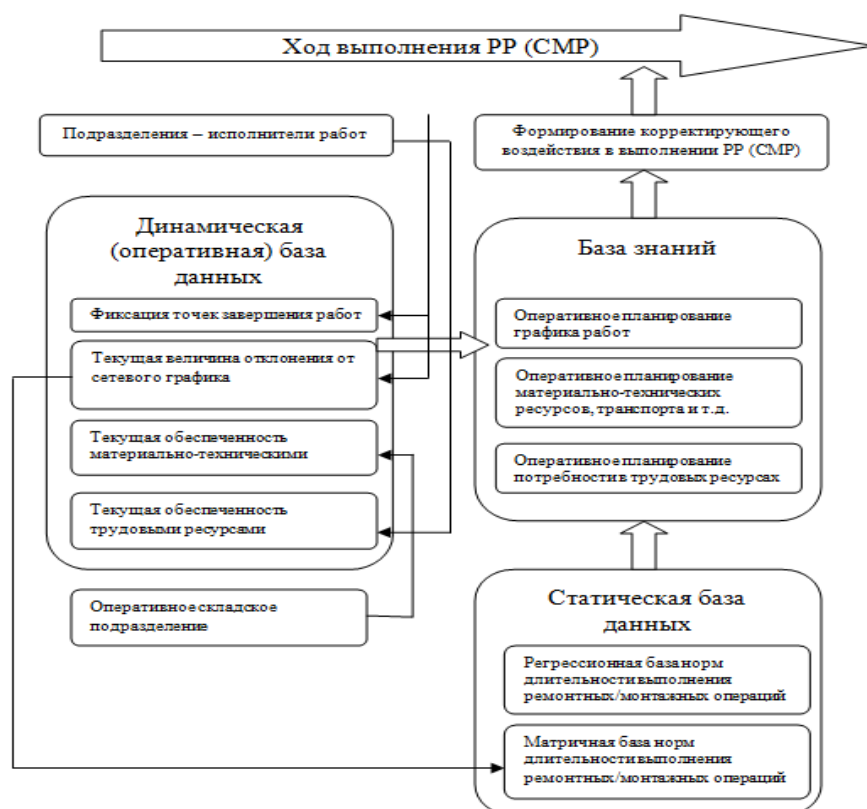 Ход выполнения РР (СМР)
Подразделения – исполнители работ
Формирование корректирующего
воздействия в выполнении РР (СМР)
Динамическая
(оперативная) база
данных
Фиксация точек завершения работ
Текущая величина отклонения от
сетевого графика
Текущая обеспеченность
материально-техническими
Текущая обеспеченность
трудовыми ресурсами
Оперативное складское
подразделение
База знаний
Оперативное планирование
графика работ
Оперативное планирование
материально-технических
ресурсов, транспорта и т.д.
Оперативное планирование
потребности в трудовых ресурсах
Статическая база
данных
Регрессионная база норм
длительности выполнения
ремонтных/монтажных операций
Матричная база норм
длительности выполнения
ремонтных/монтажных операций